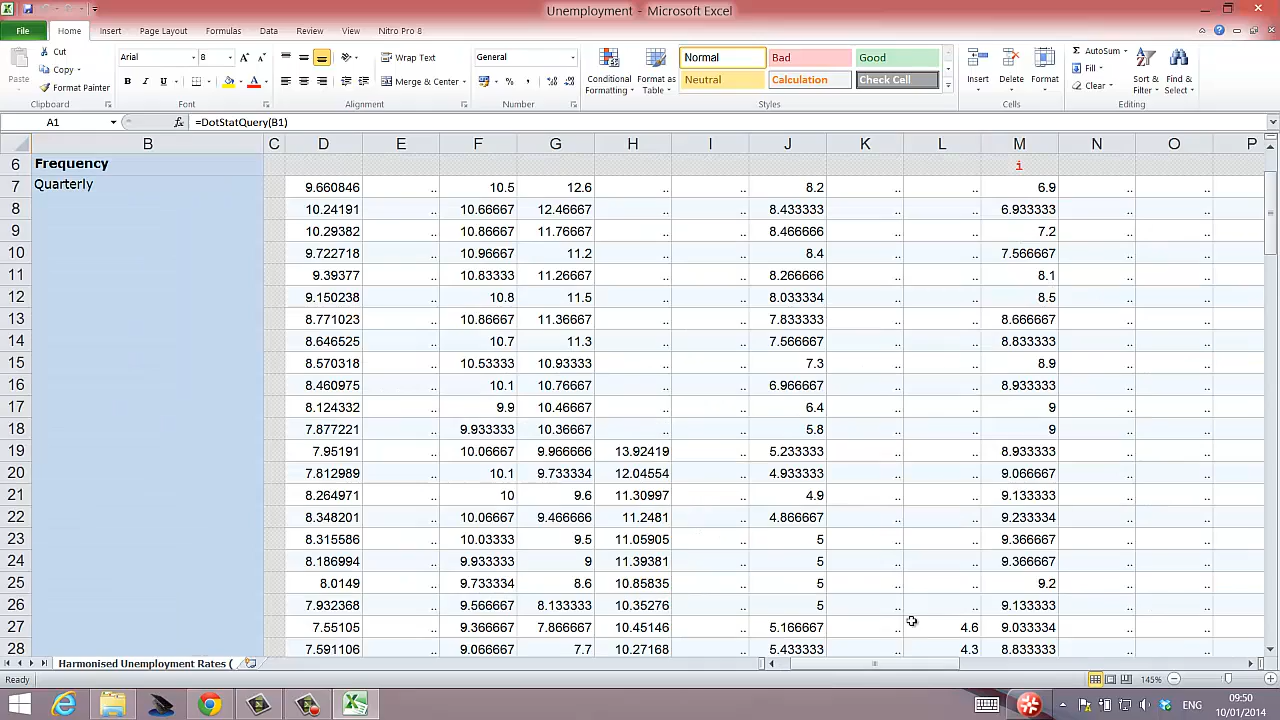 Unemployment - Microsoft Excel
File Home Insert Page Layout Formulas Data Review View Nitro Pro 8
Paste
Cut
Copy
Format Painter
Clipboard
Arial 8
B I U
Font
Wrap Text
Merge & Center
Alignment
General
Number
Conditional Formatting
Format as Table
Normal Bad Good
Neutral Calculation Check Cell
Styles
Insert Delete Format
Cells
AutoSum
Fill
Clear
Sort & Filter
Find & Select
Editing
A1 fx =DotStatQuery(B1)
B C D E F G H I J K L M N O P
6 Frequency i
7 Quarterly 9.660846 .. 10.5 12.6 .. .. 8.2 .. .. 6.9 .. ..
8 10.24191 .. 10.66667 12.46667 .. .. 8.433333 .. .. 6.933333 .. ..
9 10.29382 .. 10.86667 11.76667 .. .. 8.466666 .. .. 7.2 .. ..
10 9.722718 .. 10.96667 11.2 .. .. 8.4 .. .. 7.566667 .. ..
11 9.39377 .. 10.83333 11.26667 .. .. 8.266666 .. .. 8.1 .. ..
12 9.150238 .. 10.8 11.5 .. .. 8.033334 .. .. 8.5 .. ..
13 8.771023 .. 10.86667 11.36667 .. .. 7.833333 .. .. 8.666667 .. ..
14 8.646525 .. 10.7 11.3 .. .. 7.566667 .. .. 8.833333 .. ..
15 8.570318 .. 10.53333 10.93333 .. .. 7.3 .. .. 8.9 .. ..
16 8.460975 .. 10.1 10.76667 .. .. 6.966667 .. .. 8.933333 .. ..
17 8.124332 .. 9.9 10.46667 .. .. 6.4 .. .. 9 .. ..
18 7.877221 .. 9.933333 10.36667 .. .. 5.8 .. .. 9 .. ..
19 7.95191 .. 10.06667 9.966666 13.92419 .. 5.233333 .. .. 8.933333 .. ..
20 7.812989 .. 10.1 9.733334 12.04554 .. 4.933333 .. .. 9.066667 .. ..
21 8.264971 .. 10 9.6 11.30997 .. 4.9 .. .. 9.133333 .. ..
22 8.348201 .. 10.06667 9.466666 11.2481 .. 4.866667 .. .. 9.233334 .. ..
23 8.315586 .. 10.03333 9.5 11.05905 .. 5 .. .. 9.366667 .. ..
24 8.186994 .. 9.933333 9 11.39381 .. 5 .. .. 9.366667 .. ..
25 8.0149 .. 9.733334 8.6 10.85835 .. 5 .. .. 9.2 .. ..
26 7.932368 .. 9.566667 8.133333 10.35276 .. 5 .. .. 9.133333 .. ..
27 7.55105 .. 9.366667 7.866667 10.45146 .. 5.166667 .. 4.6 9.033334 .. ..
28 7.591106 .. 9.066667 7.7 10.27168 .. 5.433333 .. 4.3 8.833333 .. ..
Harmonised Unemployment Rates (
Ready 145%
ENG
09:50
10/01/2014